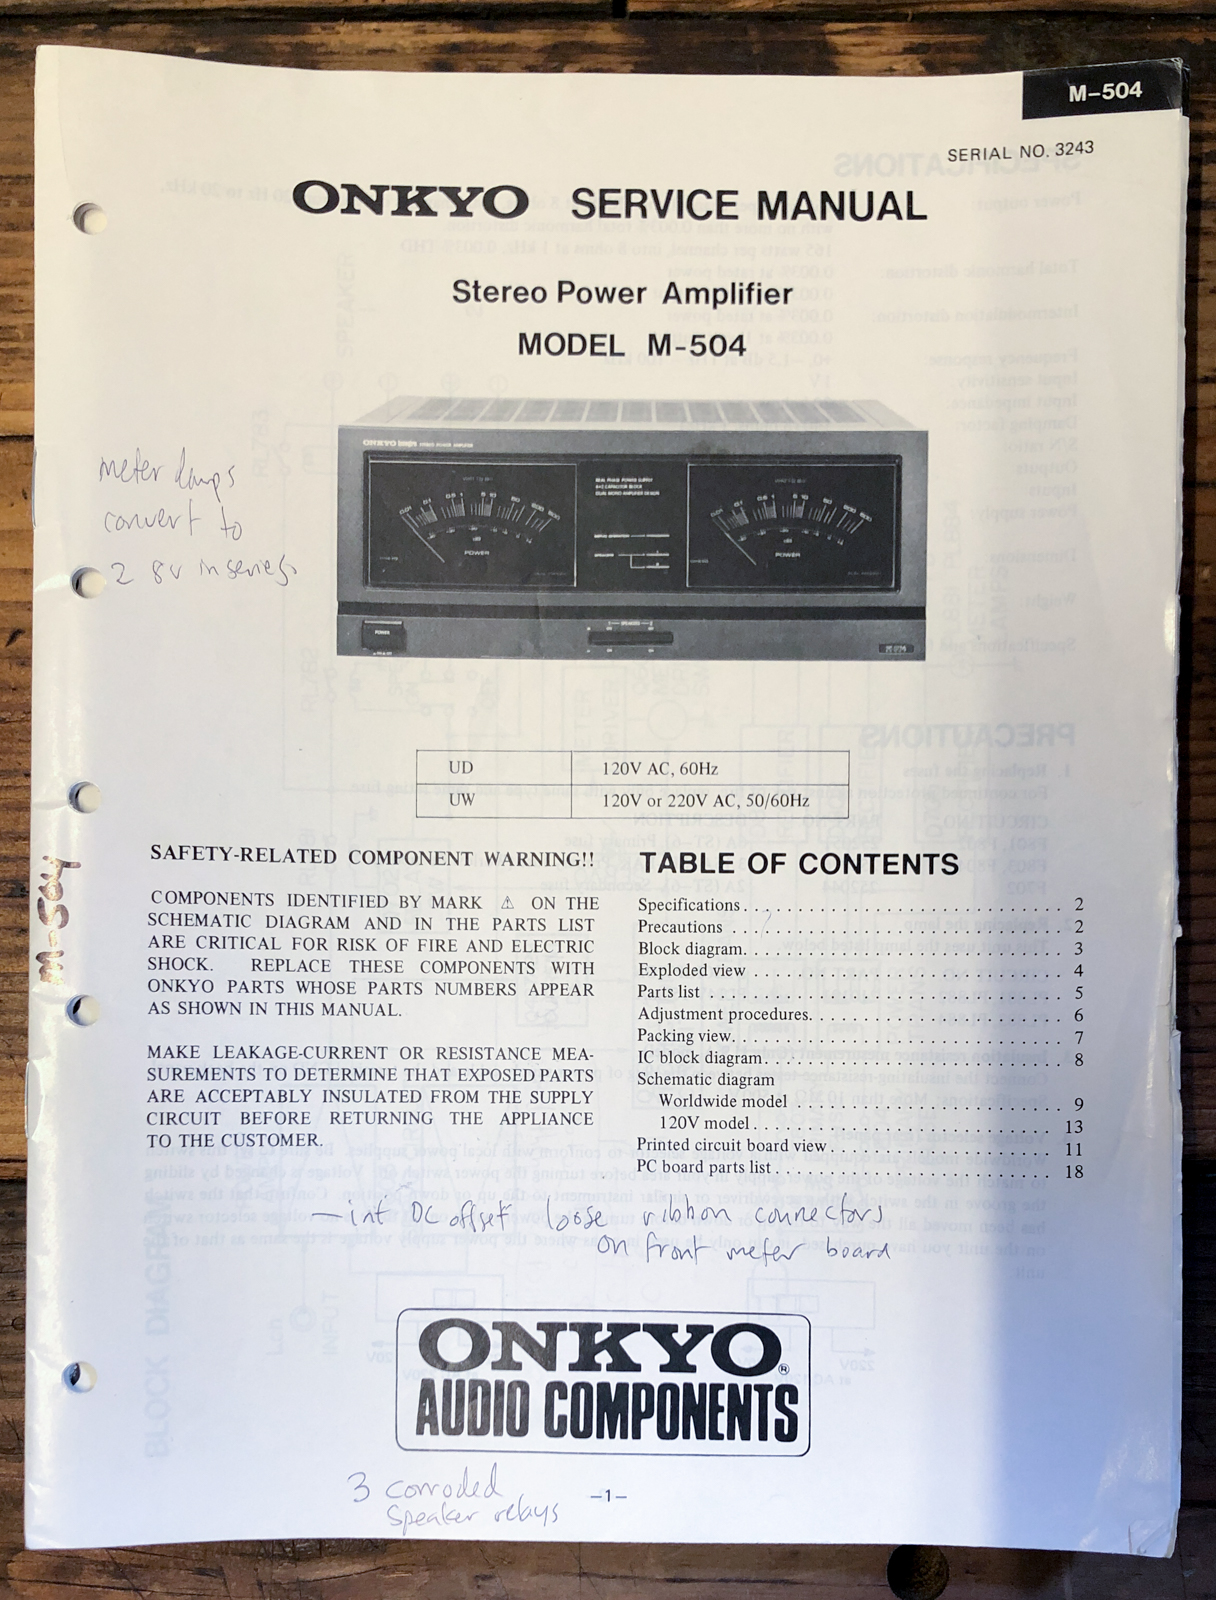 M-504
SERIAL NO. 3243
ONKYO SERVICE MANUAL
Stereo Power Amplifier
MODEL M-504
meter lamps
convert to
2 8v in series
ONKYO
POWER
POWER
POWER
UD 120V AC, 60Hz
UW 120V or 220V AC, 50/60Hz
M-504
SAFETY-RELATED COMPONENT WARNING!!
COMPONENTS IDENTIFIED BY MARK ⚠ ON THE
SCHEMATIC DIAGRAM AND IN THE PARTS LIST
ARE CRITICAL FOR RISK OF FIRE AND ELECTRIC
SHOCK. REPLACE THESE COMPONENTS WITH
ONKYO PARTS WHOSE PARTS NUMBERS APPEAR
AS SHOWN IN THIS MANUAL.
MAKE LEAKAGE-CURRENT OR RESISTANCE MEA-
SUREMENTS TO DETERMINE THAT EXPOSED PARTS
ARE ACCEPTABLY INSULATED FROM THE SUPPLY
CIRCUIT BEFORE RETURNING THE APPLIANCE
TO THE CUSTOMER.
TABLE OF CONTENTS
Specifications. . . . . . . . . . . . . . . . . . . . . . . . . . . . 2
Precautions . . . . . . . . . . . . . . . . . . . . . . . . . . . . . 2
Block diagram. . . . . . . . . . . . . . . . . . . . . . . . . . . . 3
Exploded view . . . . . . . . . . . . . . . . . . . . . . . . . . . 4
Parts list . . . . . . . . . . . . . . . . . . . . . . . . . . . . . . . 5
Adjustment procedures. . . . . . . . . . . . . . . . . . . . . . 6
Packing view. . . . . . . . . . . . . . . . . . . . . . . . . . . . . 7
IC block diagram. . . . . . . . . . . . . . . . . . . . . . . . . . 8
Schematic diagram
Worldwide model . . . . . . . . . . . . . . . . . . . . . . . . 9
120V model . . . . . . . . . . . . . . . . . . . . . . . . . . . . 13
Printed circuit board view. . . . . . . . . . . . . . . . . . . . 11
PC board parts list . . . . . . . . . . . . . . . . . . . . . . . . . 18
— int DC offset loose ribbon connectors
on front meter board
ONKYO®
AUDIO COMPONENTS
3 corroded
speaker relays
–1–